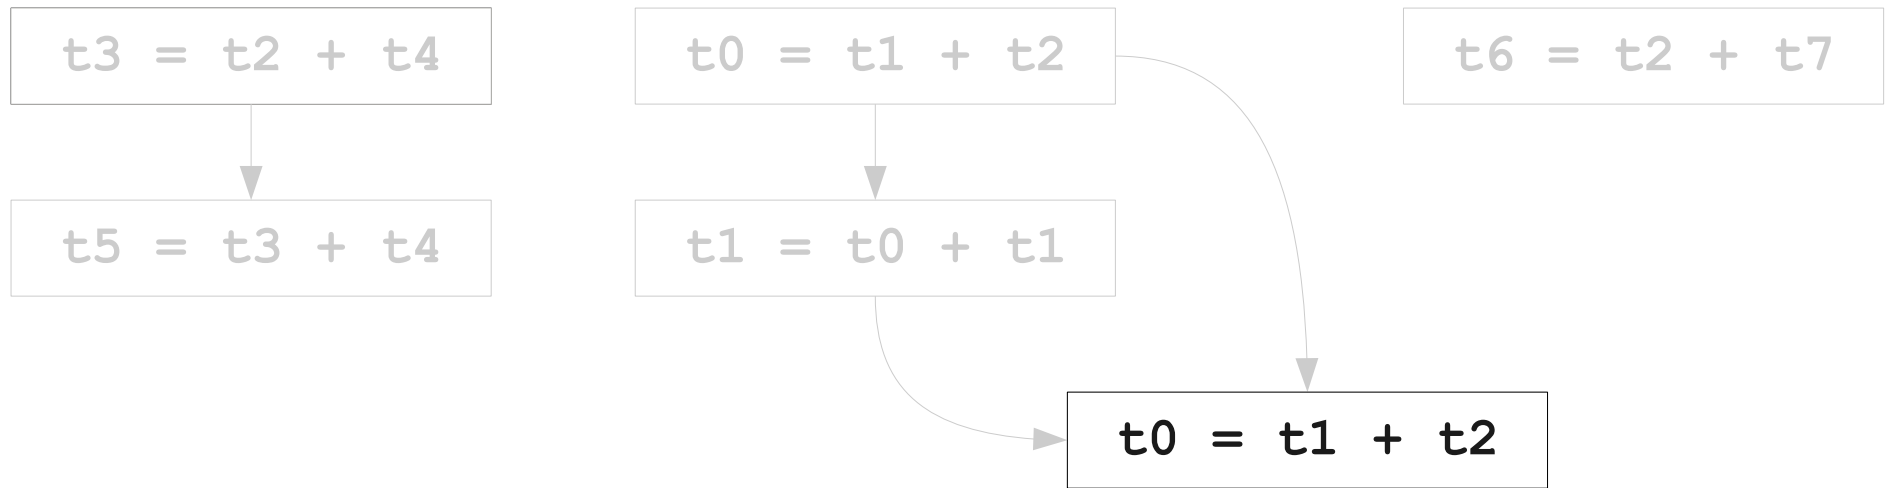 t3 = t2 + t4
t0 = t1 + t2
t6 = t2 + t7
t5 = t3 + t4
t1 = t0 + t1
t0 = t1 + t2